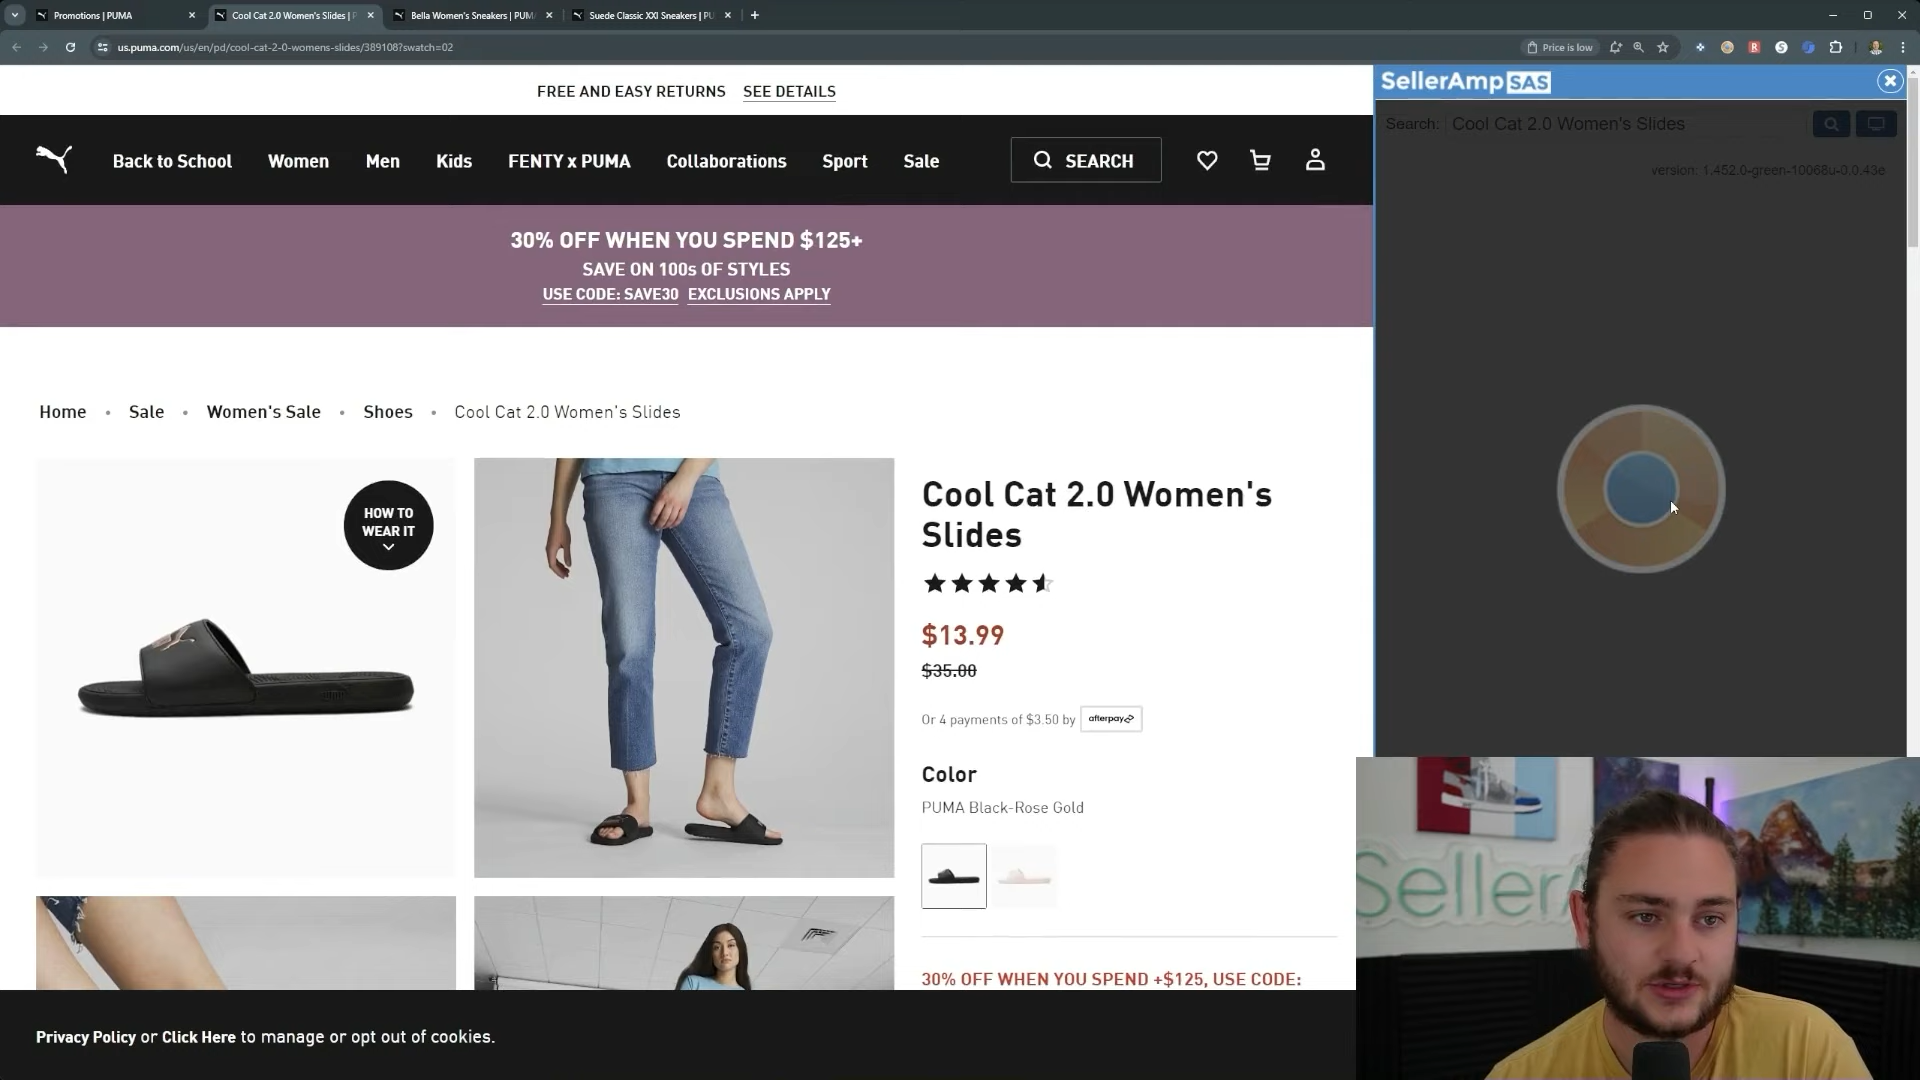 Promotions | PUMA
Cool Cat 2.0 Women's Slides | P
Bella Women's Sneakers | PUMA
Suede Classic XXI Sneakers | PU
us.puma.com/us/en/pd/cool-cat-2-0-womens-slides/389108?swatch=02
Price is low
FREE AND EASY RETURNS SEE DETAILS
Back to School
Women
Men
Kids
FENTY x PUMA
Collaborations
Sport
Sale
SEARCH
30% OFF WHEN YOU SPEND $125+
SAVE ON 100s OF STYLES
USE CODE: SAVE30 EXCLUSIONS APPLY
SellerAmp SAS
Search: Cool Cat 2.0 Women's Slides
version: 1.452.0-green-10068u-0.0.43e
Home • Sale • Women's Sale • Shoes • Cool Cat 2.0 Women's Slides
HOW TO
WEAR IT
Cool Cat 2.0 Women's
Slides
$13.99
$35.00
Or 4 payments of $3.50 by afterpay
Color
PUMA Black-Rose Gold
30% OFF WHEN YOU SPEND +$125, USE CODE:
Privacy Policy or Click Here to manage or opt out of cookies.
SellerA